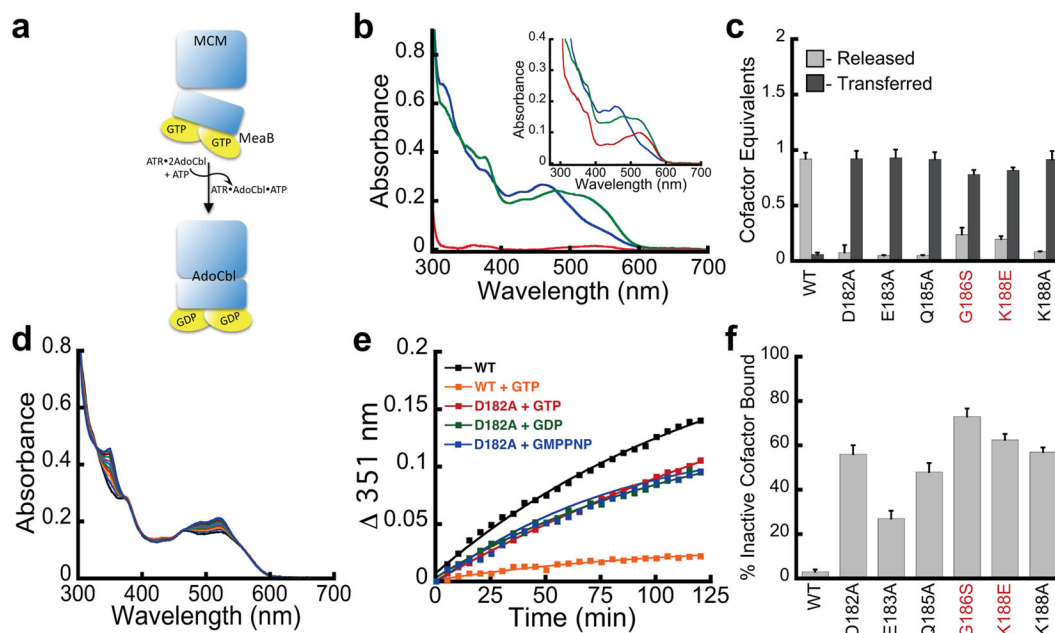 a
MCM
GTP
GTP
MeaB
ATR•2AdoCbl
+ ATP
ATR•AdoCbl•ATP
AdoCbl
GDP
GDP
b
Absorbance
0.8
0.6
0.4
0.2
0
300
400
500
600
700
Wavelength (nm)
Absorbance
0.4
0.3
0.2
0.1
0
300 400 500 600 700
Wavelength (nm)
c
- Released
- Transferred
Cofactor Equivalents
2
1.5
1
0.5
0
WT
D182A
E183A
Q185A
G186S
K188E
K188A
d
Absorbance
0.8
0.6
0.4
0.2
0
300
400
500
600
700
Wavelength (nm)
e
Δ 351 nm
0.2
0.15
0.1
0.05
0
WT
WT + GTP
D182A + GTP
D182A + GDP
D182A + GMPPNP
0
25
50
75
100
125
Time (min)
f
% Inactive Cofactor Bound
100
80
60
40
20
0
WT
D182A
E183A
Q185A
G186S
K188E
K188A